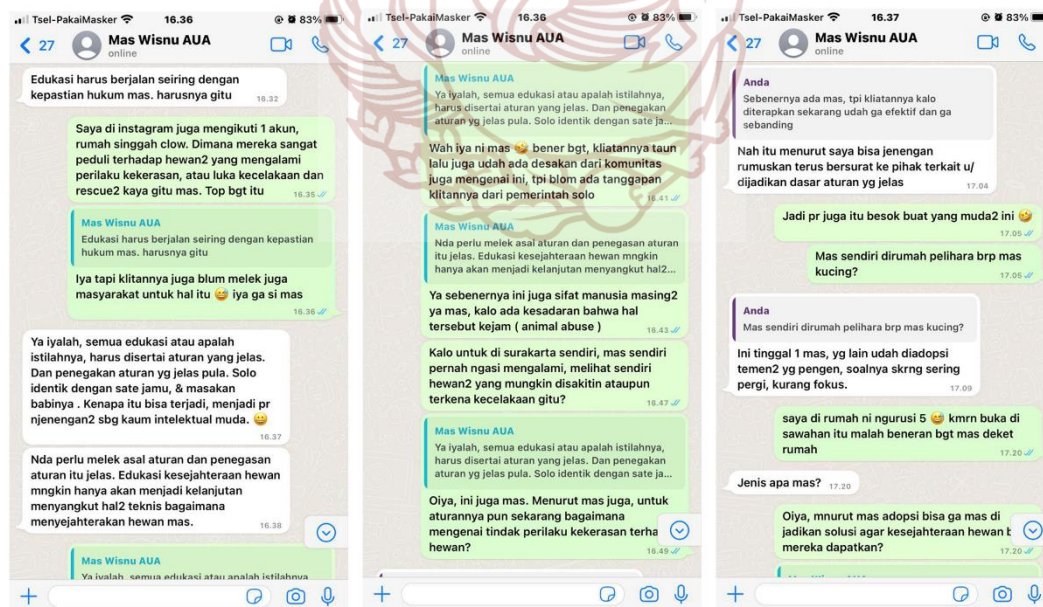 Tsel-PakaiMasker 16.36 83%
27 Mas Wisnu AUA
online
Edukasi harus berjalan seiring dengan
kepastian hukum mas. harusnya gitu 16.32
Saya di instagram juga mengikuti 1 akun,
rumah singgah clow. Dimana mereka sangat
peduli terhadap hewan2 yang mengalami
perilaku kekerasan, atau luka kecelakaan dan
rescue2 kaya gitu mas. Top bgt itu 16.35
Mas Wisnu AUA
Edukasi harus berjalan seiring dengan kepastian
hukum mas. harusnya gitu
Iya tapi klitannya juga blum melek juga
masyarakat untuk hal itu 😅 iya ga si mas
16.36
Ya iyalah, semua edukasi atau apalah
istilahnya, harus disertai aturan yang jelas.
Dan penegakan aturan yg jelas pula. Solo
identik dengan sate jamu, & masakan
babinya . Kenapa itu bisa terjadi, menjadi pr
njenengan2 sbg kaum intelektual muda. 😀
16.37
Nda perlu melek asal aturan dan penegasan
aturan itu jelas. Edukasi kesejahteraan hewan
mngkin hanya akan menjadi kelanjutan
menyangkut hal2 teknis bagaimana
menyejahterakan hewan mas. 16.38
Mas Wisnu AUA
Ya iyalah, semua edukasi atau apalah istilahnya
Tsel-PakaiMasker 16.36 83%
27 Mas Wisnu AUA
online
Mas Wisnu AUA
Ya iyalah, semua edukasi atau apalah istilahnya,
harus disertai aturan yang jelas. Dan penegakan
aturan yg jelas pula. Solo identik dengan sate ja...
Wah iya ni mas 🤣 bener bgt, kliatannya taun
lalu juga udah ada desakan dari komunitas
juga mengenai ini, tpi blom ada tanggapan
klitannya dari pemerintah solo 16.41
Mas Wisnu AUA
Nda perlu melek asal aturan dan penegasan aturan
itu jelas. Edukasi kesejahteraan hewan mngkin
hanya akan menjadi kelanjutan menyangkut hal2...
Ya sebenernya ini juga sifat manusia masing2
ya mas, kalo ada kesadaran bahwa hal
tersebut kejam ( animal abuse ) 16.43
Kalo untuk di surakarta sendiri, mas sendiri
pernah ngasi mengalami, melihat sendiri
hewan2 yang mungkin disakitin ataupun
terkena kecelakaan gitu? 16.47
Mas Wisnu AUA
Ya iyalah, semua edukasi atau apalah istilahnya,
harus disertai aturan yang jelas. Dan penegakan
aturan yg jelas pula. Solo identik dengan sate ja...
Oiya, ini juga mas. Menurut mas juga, untuk
aturannya pun sekarang bagaimana
mengenai tindak perilaku kekerasan terha
hewan? 16.49
Tsel-PakaiMasker 16.37 83%
27 Mas Wisnu AUA
online
Anda
Sebenernya ada mas, tpi kliatannya kalo
diterapkan sekarang udah ga efektif dan ga
sebanding
Nah itu menurut saya bisa jenengan
rumuskan terus bersurat ke pihak terkait u/
dijadikan dasar aturan yg jelas 17.04
Jadi pr juga itu besok buat yang muda2 ini 🤣
17.05
Mas sendiri dirumah pelihara brp mas
kucing? 17.05
Anda
Mas sendiri dirumah pelihara brp mas kucing?
Ini tinggal 1 mas, yg lain udah diadopsi
temen2 yg pengen, soalnya skrng sering
pergi, kurang fokus. 17.09
saya di rumah ni ngurusi 5 😅 kmrn buka di
sawahan itu malah beneran bgt mas deket
rumah 17.20
Jenis apa mas? 17.20
Oiya, mnurut mas adopsi bisa ga mas di
jadikan solusi agar kesejahteraan hewan b
mereka dapatkan? 17.20